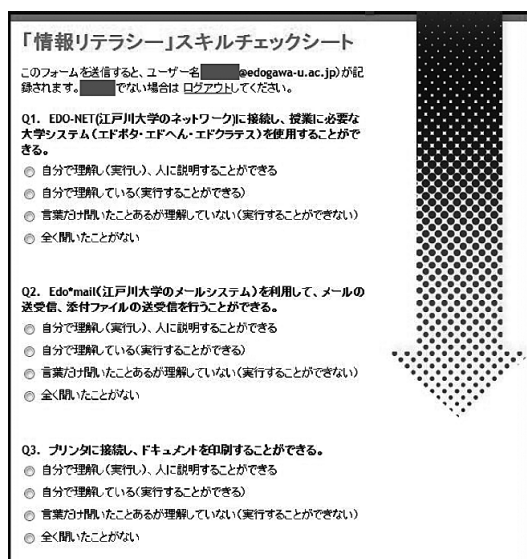 「情報リテラシー」スキルチェックシート
このフォームを送信すると、ユーザー名 @edogawa-u.ac.jp)が記
録されます。 でない場合は ログアウトしてください。
Q1. EDO-NET(江戸川大学のネットワーク)に接続し、授業に必要な
大学システム(エドポタ・エドへん・エドクラテス)を使用することがで
きる。
自分で理解し(実行し)、人に説明することができる
自分で理解している(実行することができる)
言葉だけ聞いたことあるが理解していない(実行することができない)
全く聞いたことがない
Q2. Edo*mail(江戸川大学のメールシステム)を利用して、メールの
送受信、添付ファイルの送受信を行うことができる。
自分で理解し(実行し)、人に説明することができる
自分で理解している(実行することができる)
言葉だけ聞いたことあるが理解していない(実行することができない)
全く聞いたことがない
Q3. プリンタに接続し、ドキュメントを印刷することができる。
自分で理解し(実行し)、人に説明することができる
自分で理解している(実行することができる)
言葉だけ聞いたことあるが理解していない(実行することができない)
全く聞いたことがない